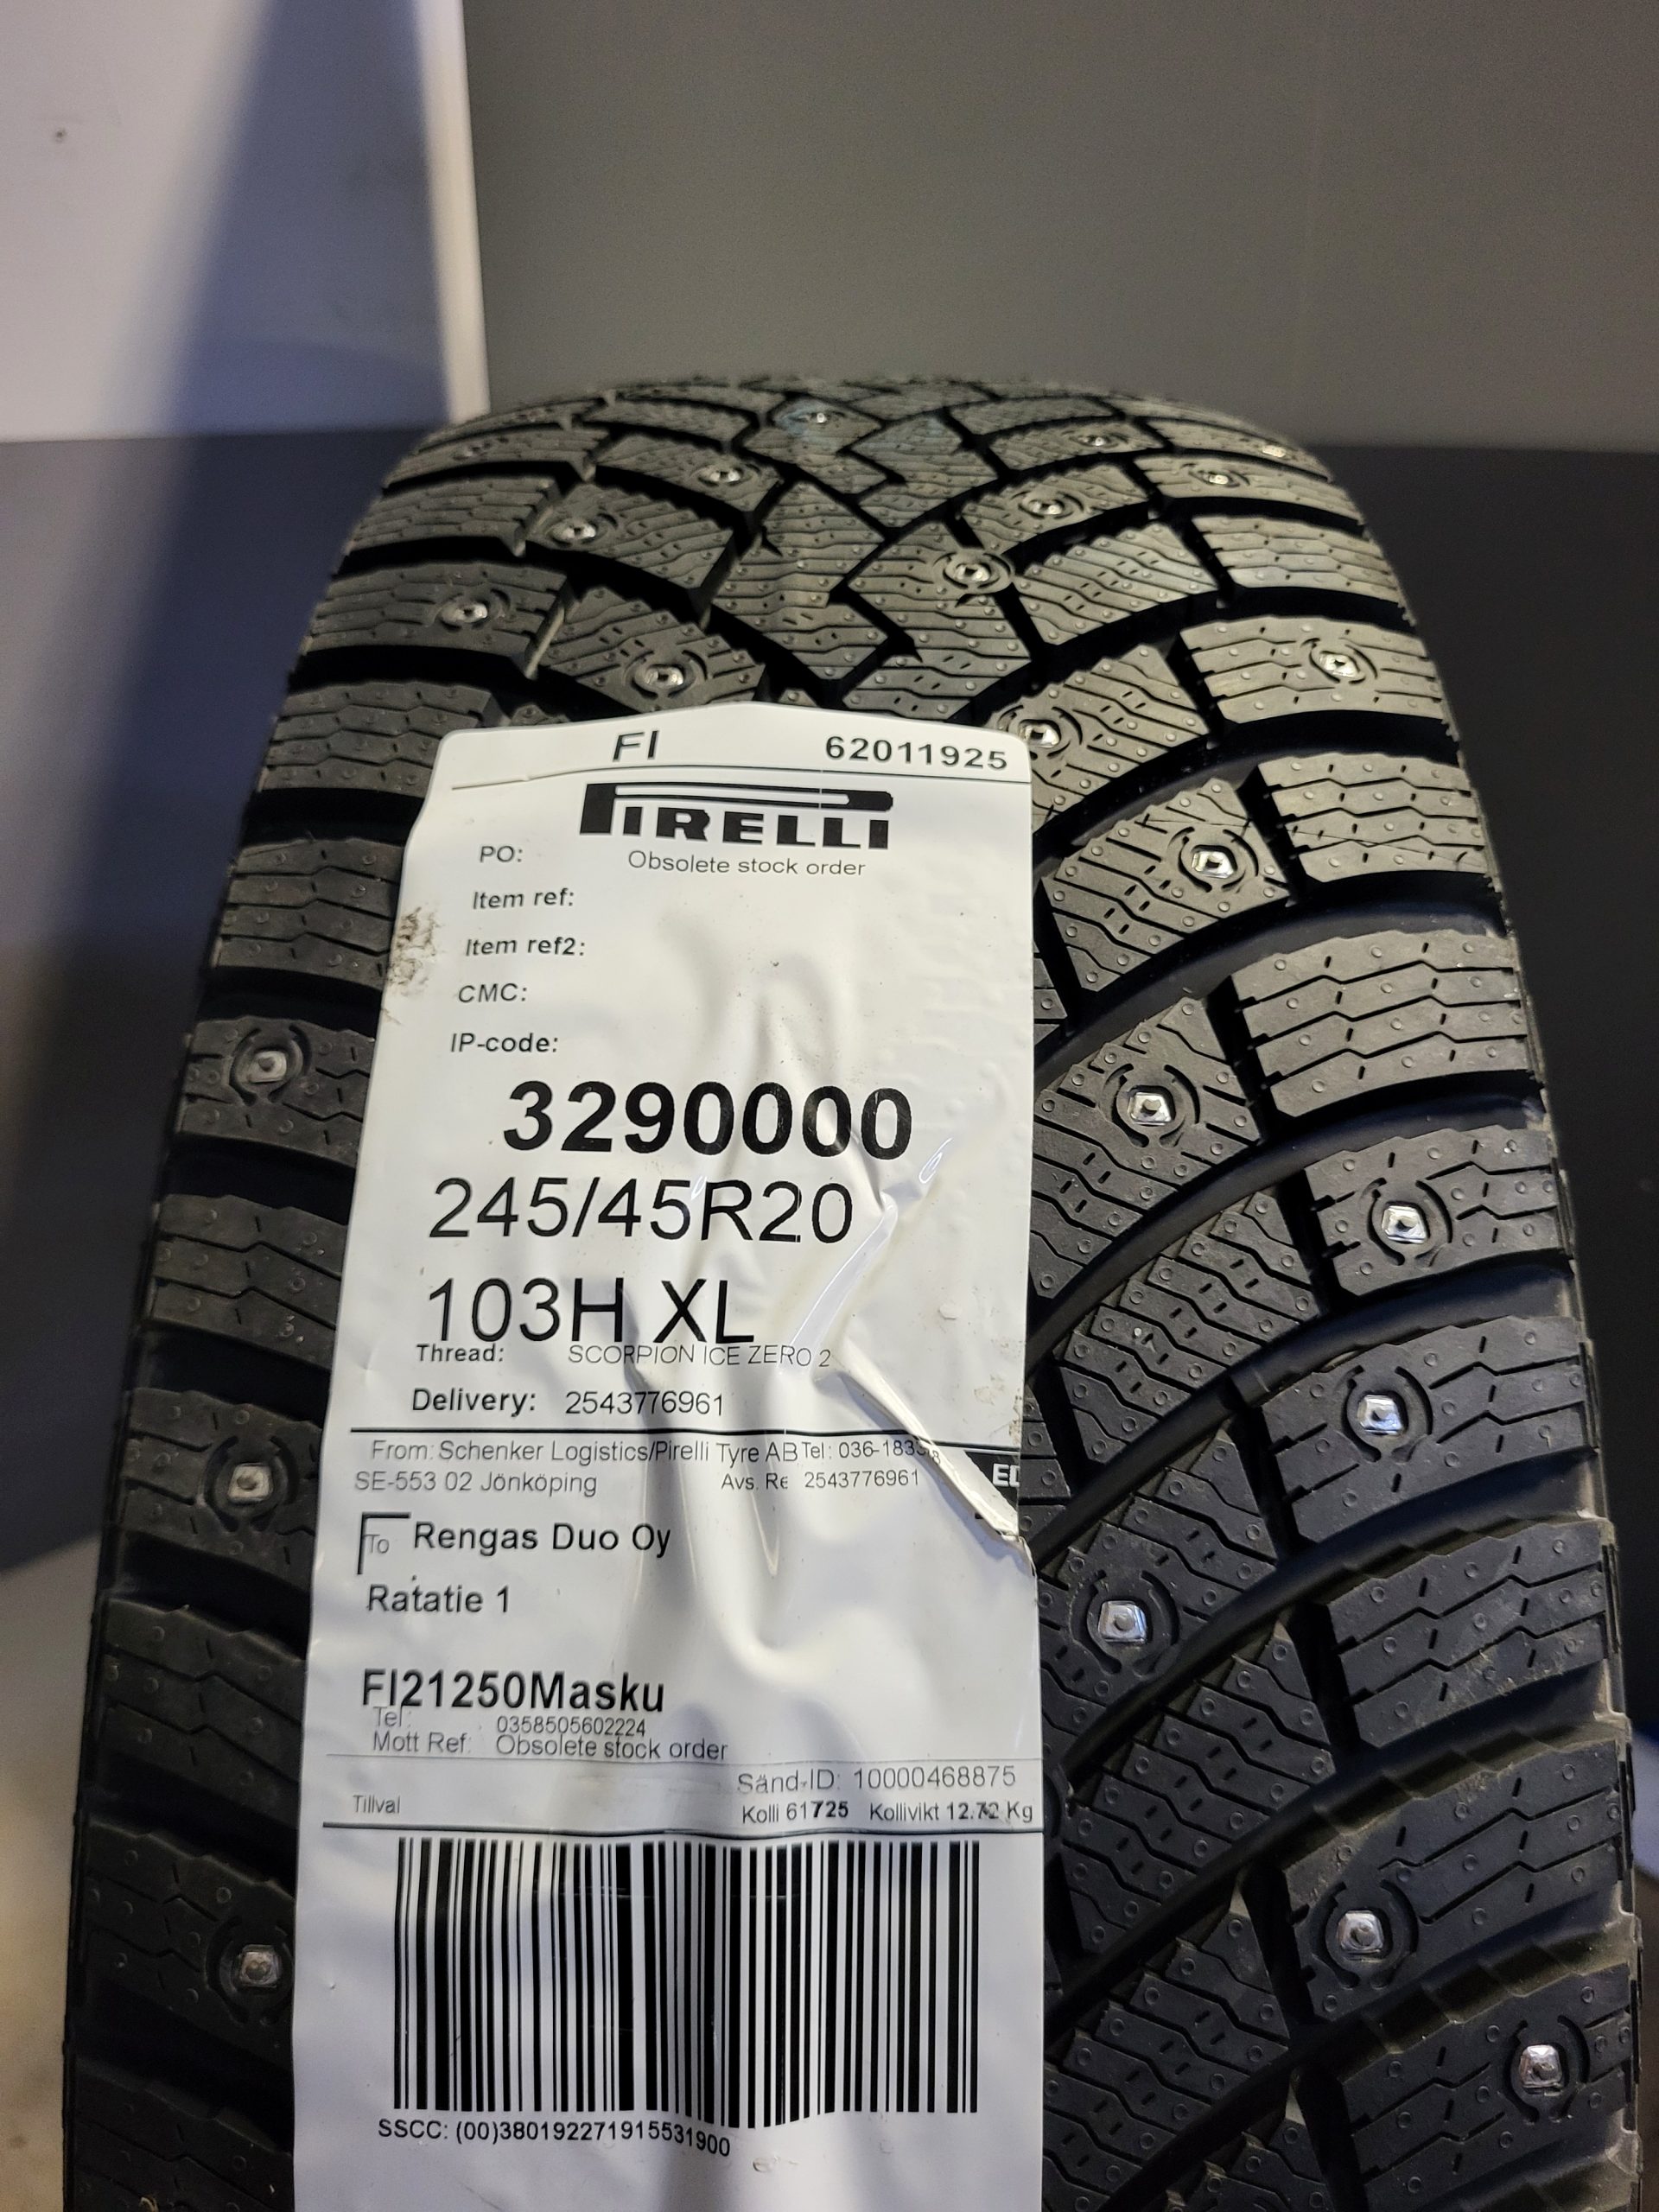 FI 62011925
PIRELLI
PO: Obsolete stock order
Item ref:
Item ref2:
CMC:
IP-code:
3290000
245/45R20
103H XL
Thread: SCORPION ICE ZERO 2
Delivery: 2543776961
From: Schenker Logistics/Pirelli Tyre AB Tel: 036-1833
SE-553 02 Jönköping Avs. Re 2543776961
To Rengas Duo Oy
Ratatie 1
FI21250Masku
Tel: 0358505602224
Mott Ref: Obsolete stock order
Sänd-ID: 10000468875
Tillval Kolli 61725 Kollivikt 12.72 Kg
SSCC: (00)380192271915531900